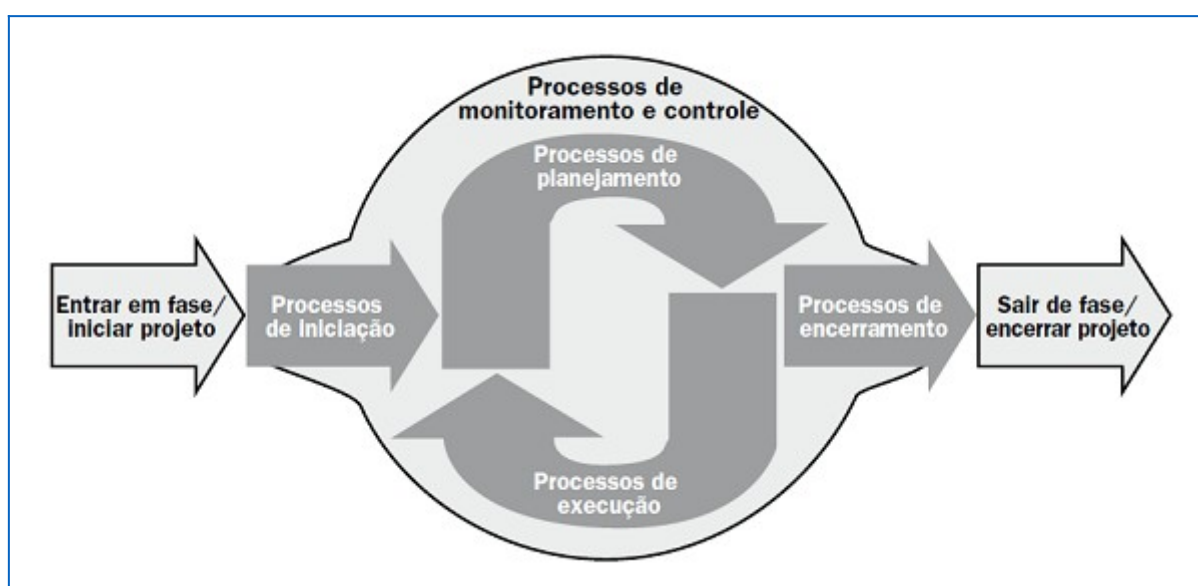 Processos de
monitoramento e controle
Processos de
planejamento
Entrar em fase/
iniciar projeto
Processos
de iniciação
Processos de
encerramento
Sair de fase/
encerrar projeto
Processos de
execução